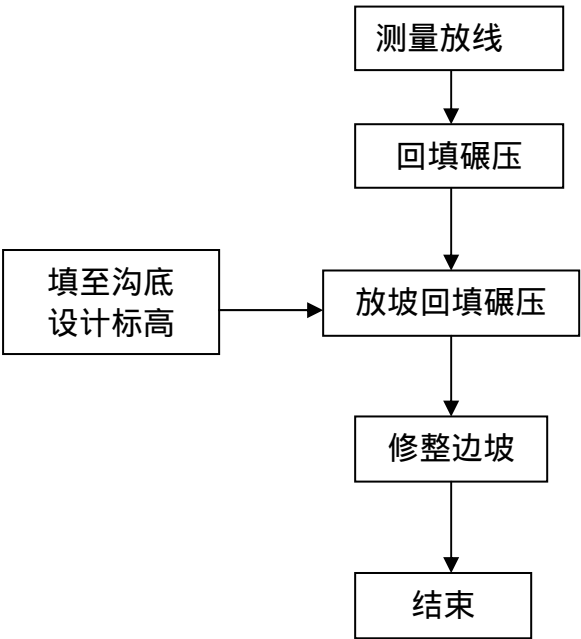 测量放线
回填碾压
填至沟底
设计标高
放坡回填碾压
修整边坡
结束